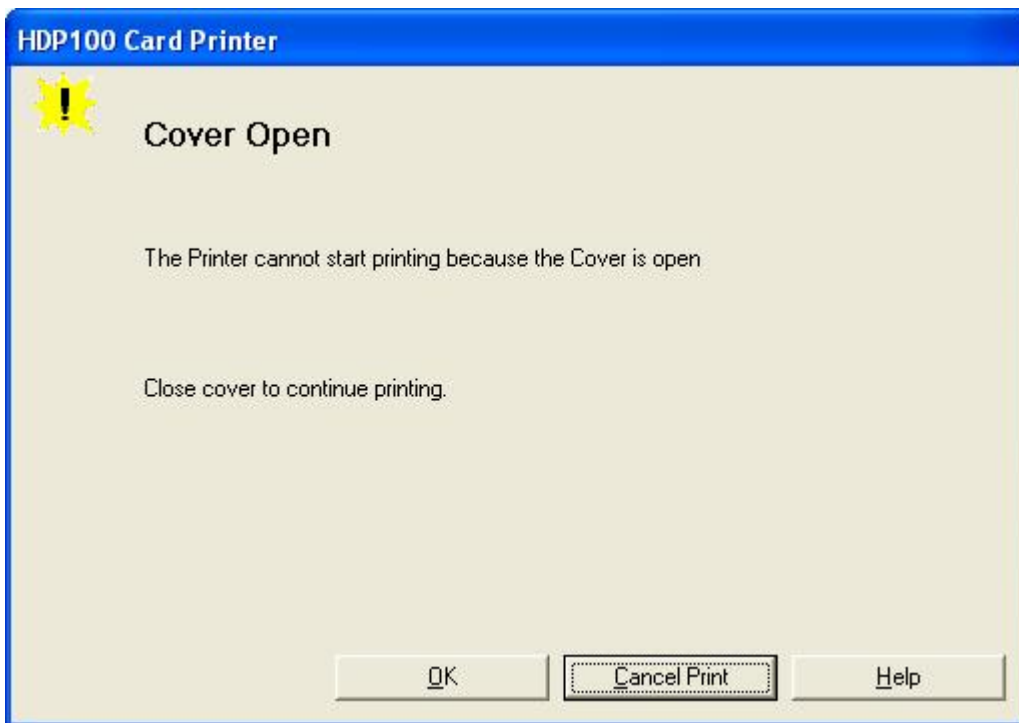 HDP100 Card Printer
!
Cover Open
The Printer cannot start printing because the Cover is open
Close cover to continue printing.
OK
Cancel Print
Help